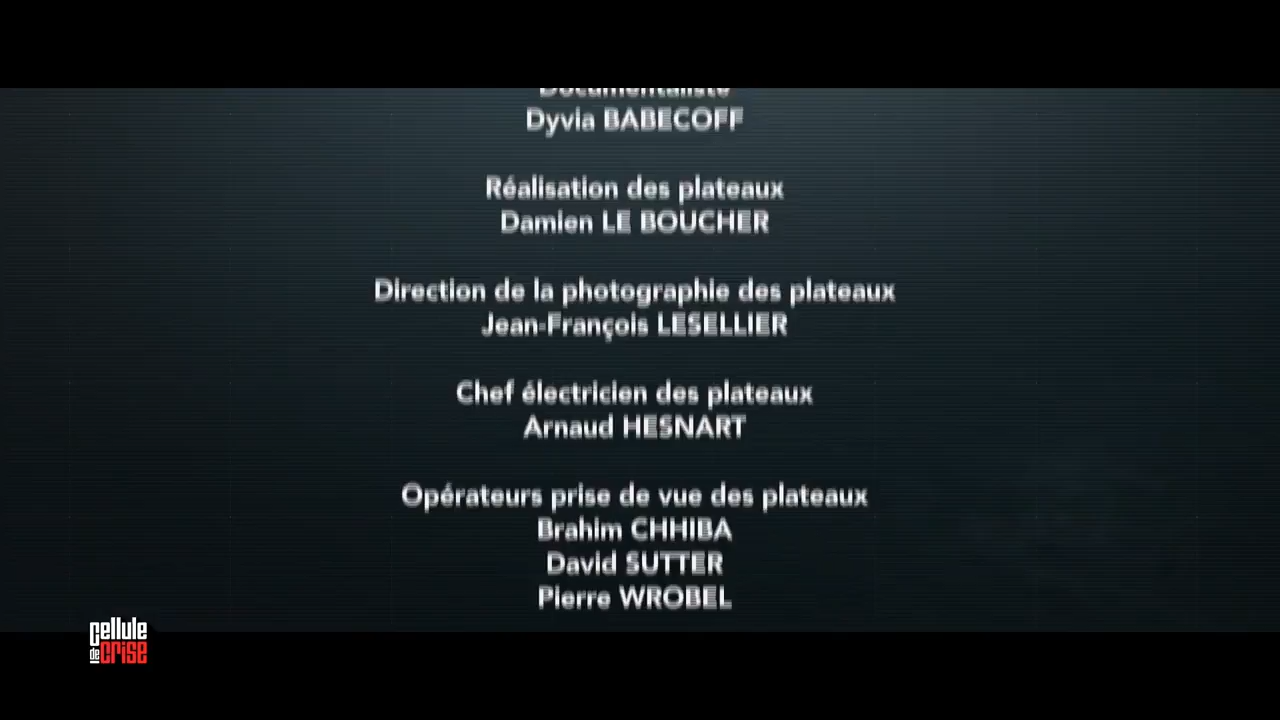 Documentaliste
Dyvia BABECOFF
Réalisation des plateaux
Damien LE BOUCHER
Direction de la photographie des plateaux
Jean-François LESELLIER
Chef électricien des plateaux
Arnaud HESNART
Opérateurs prise de vue des plateaux
Brahim CHHIBA
David SUTTER
Pierre WROBEL
cellule
de crise